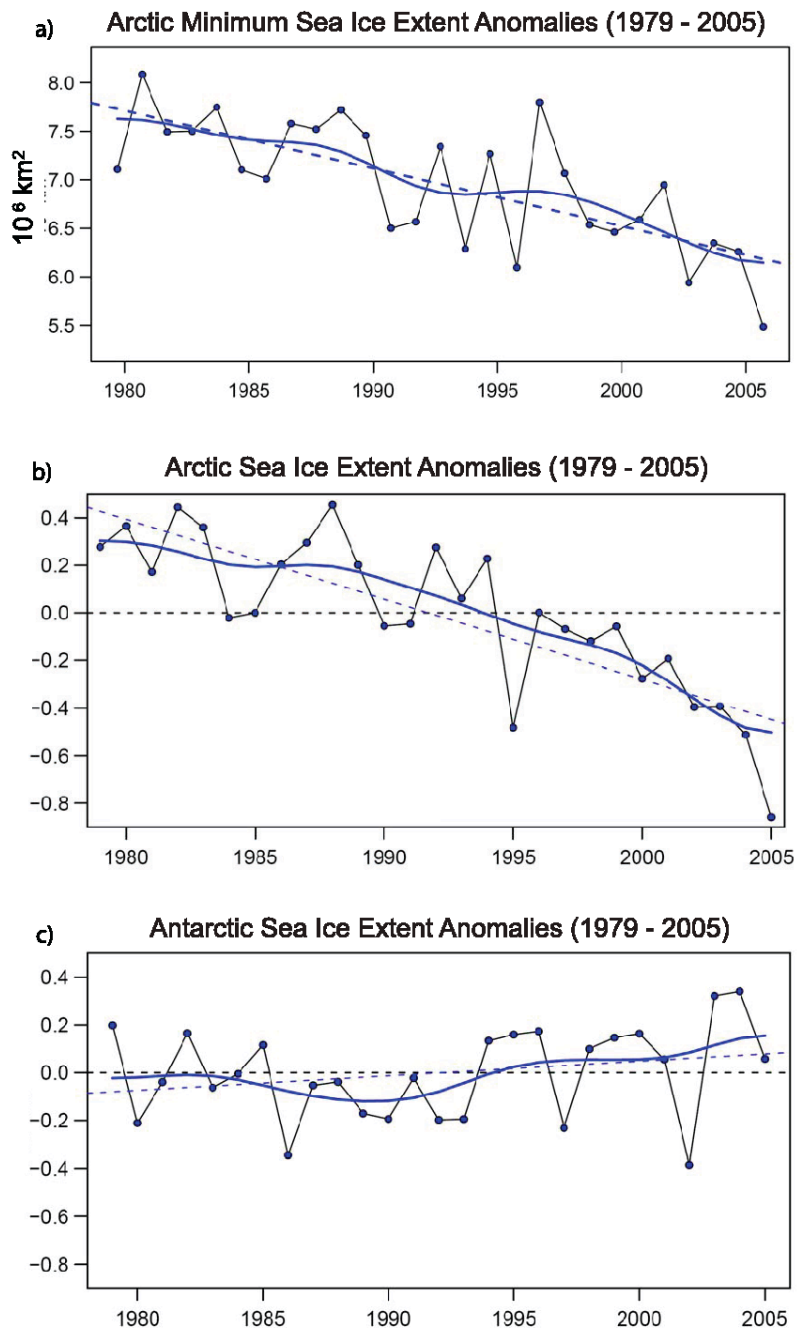 a) Arctic Minimum Sea Ice Extent Anomalies (1979 - 2005)
10⁶ km²
8.0
7.5
7.0
6.5
6.0
5.5
1980 1985 1990 1995 2000 2005
b) Arctic Sea Ice Extent Anomalies (1979 - 2005)
0.4
0.2
0.0
−0.2
−0.4
−0.6
−0.8
1980 1985 1990 1995 2000 2005
c) Antarctic Sea Ice Extent Anomalies (1979 - 2005)
0.4
0.2
0.0
−0.2
−0.4
−0.6
−0.8
1980 1985 1990 1995 2000 2005